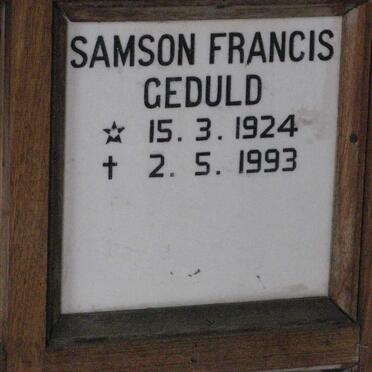 SAMSON FRANCIS
GEDULD
☆ 15. 3. 1924
† 2. 5. 1993